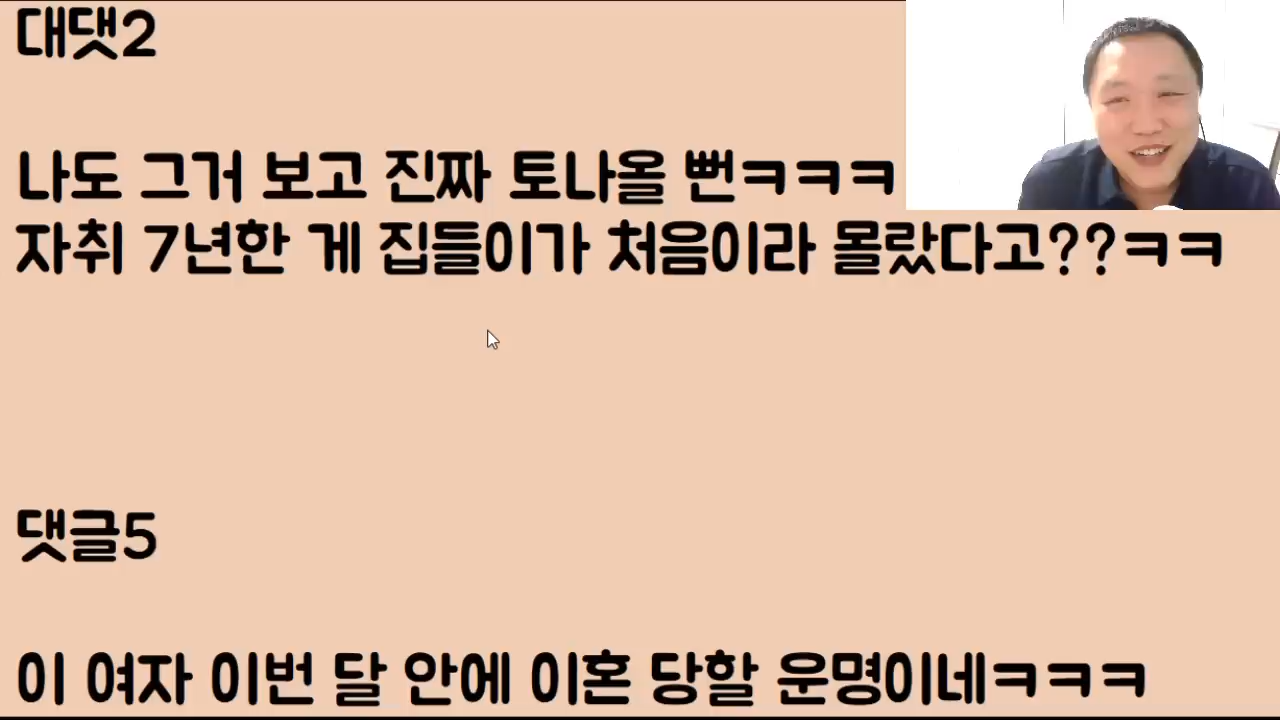 대댓2
나도 그거 보고 진짜 토나올 뻔ㅋㅋㅋ
자취 7년한 게 집들이가 처음이라 몰랐다고??ㅋㅋ
댓글5
이 여자 이번 달 안에 이혼 당할 운명이네ㅋㅋㅋ